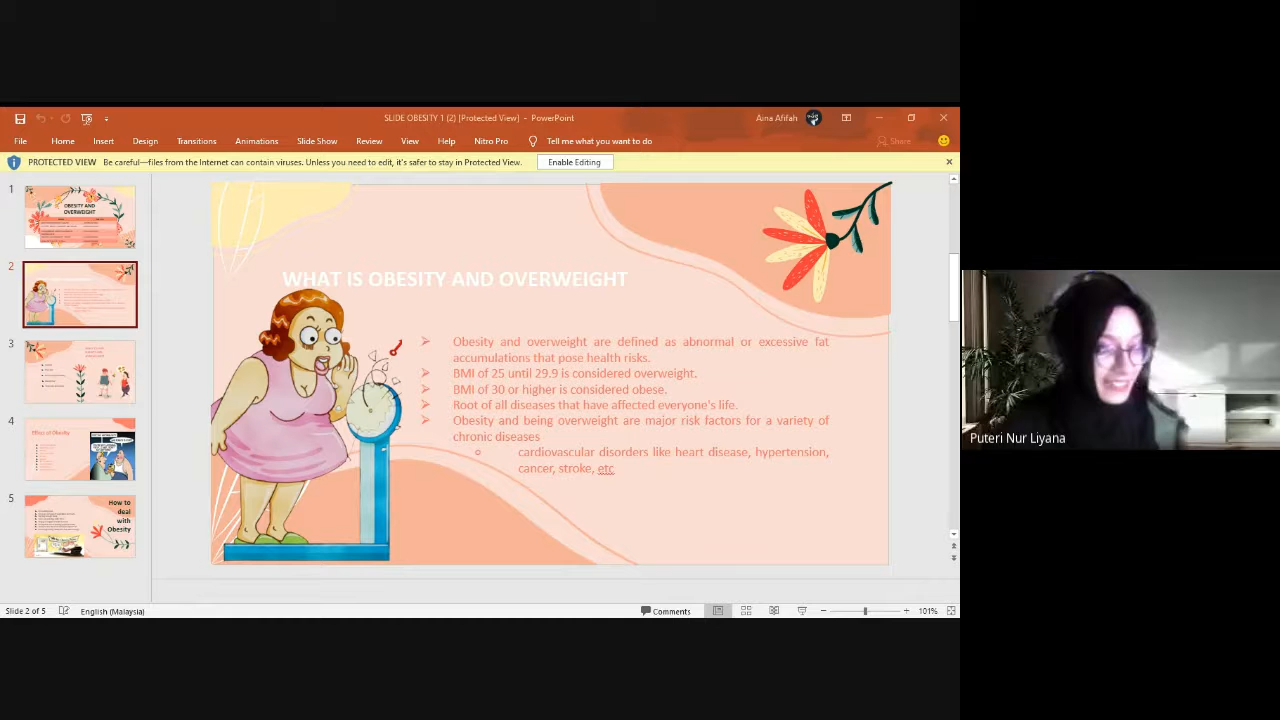 SLIDE OBESITY 1 (2) [Protected View] - PowerPoint
Aina Afifah
File Home Insert Design Transitions Animations Slide Show Review View Help Nitro Pro Tell me what you want to do Share
PROTECTED VIEW Be careful—files from the Internet can contain viruses. Unless you need to edit, it's safer to stay in Protected View. Enable Editing
1
OBESITY AND
OVERWEIGHT
2
3
4
Effect of Obesity
5
How to
deal
with
Obesity
WHAT IS OBESITY AND OVERWEIGHT
Obesity and overweight are defined as abnormal or excessive fat
accumulations that pose health risks.
BMI of 25 until 29.9 is considered overweight.
BMI of 30 or higher is considered obese.
Root of all diseases that have affected everyone's life.
Obesity and being overweight are major risk factors for a variety of
chronic diseases
cardiovascular disorders like heart disease, hypertension,
cancer, stroke, etc
Puteri Nur Liyana
Slide 2 of 5 English (Malaysia) Comments 101%